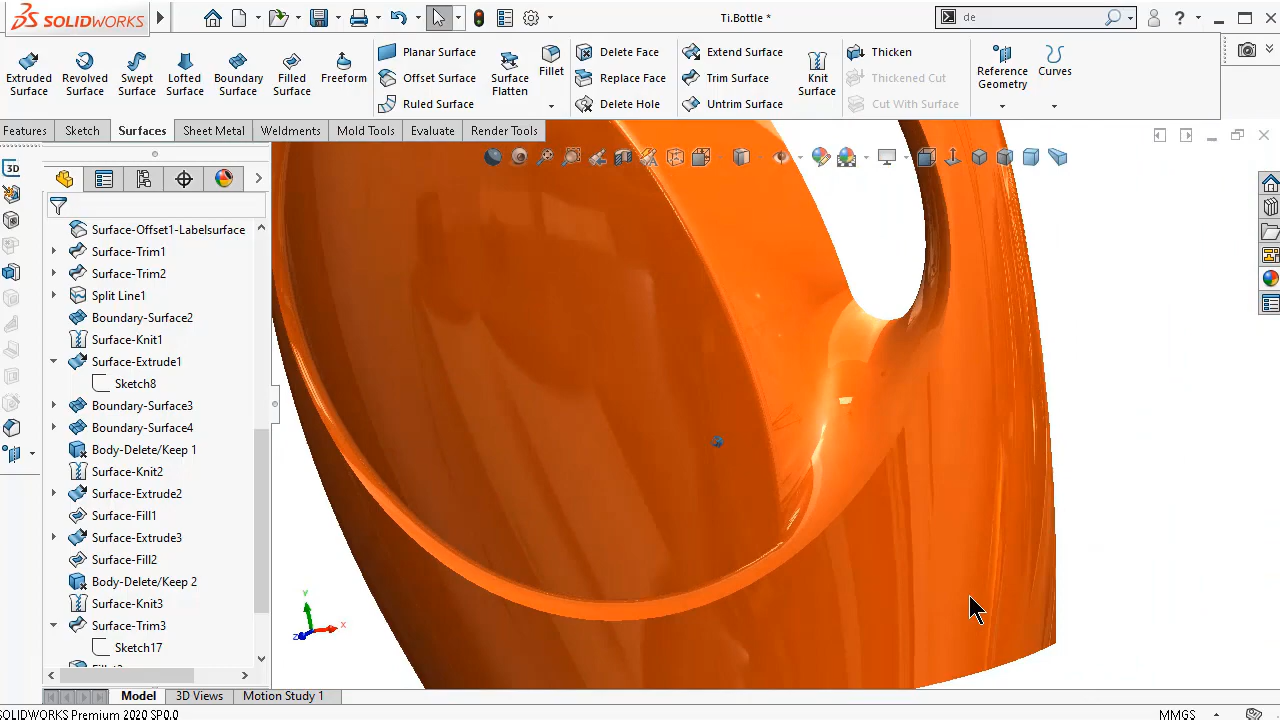 SOLIDWORKS
Ti.Bottle *
de
?
Extruded Surface
Revolved Surface
Swept Surface
Lofted Surface
Boundary Surface
Filled Surface
Freeform
Planar Surface
Offset Surface
Ruled Surface
Surface Flatten
Fillet
Delete Face
Replace Face
Delete Hole
Extend Surface
Trim Surface
Untrim Surface
Knit Surface
Thicken
Thickened Cut
Cut With Surface
Reference Geometry
Curves
Features
Sketch
Surfaces
Sheet Metal
Weldments
Mold Tools
Evaluate
Render Tools
3D
Surface-Offset1-Labelsurface
Surface-Trim1
Surface-Trim2
Split Line1
Boundary-Surface2
Surface-Knit1
Surface-Extrude1
Sketch8
Boundary-Surface3
Boundary-Surface4
Body-Delete/Keep 1
Surface-Knit2
Surface-Extrude2
Surface-Fill1
Surface-Extrude3
Surface-Fill2
Body-Delete/Keep 2
Surface-Knit3
Surface-Trim3
Sketch17
Y
X
Z
Model
3D Views
Motion Study 1
SOLIDWORKS Premium 2020 SP0.0
MMGS